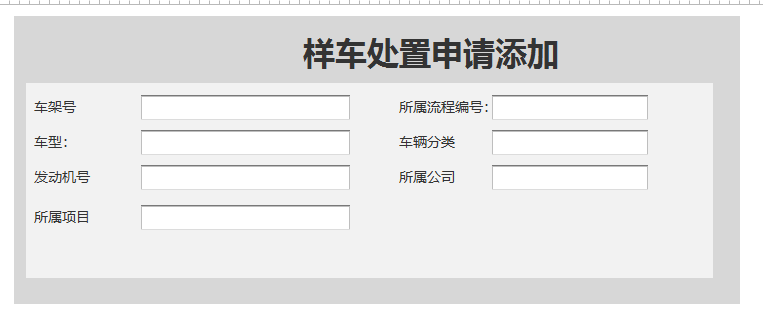 样车处置申请添加
车架号 所属流程编号：
车型： 车辆分类
发动机号 所属公司
所属项目